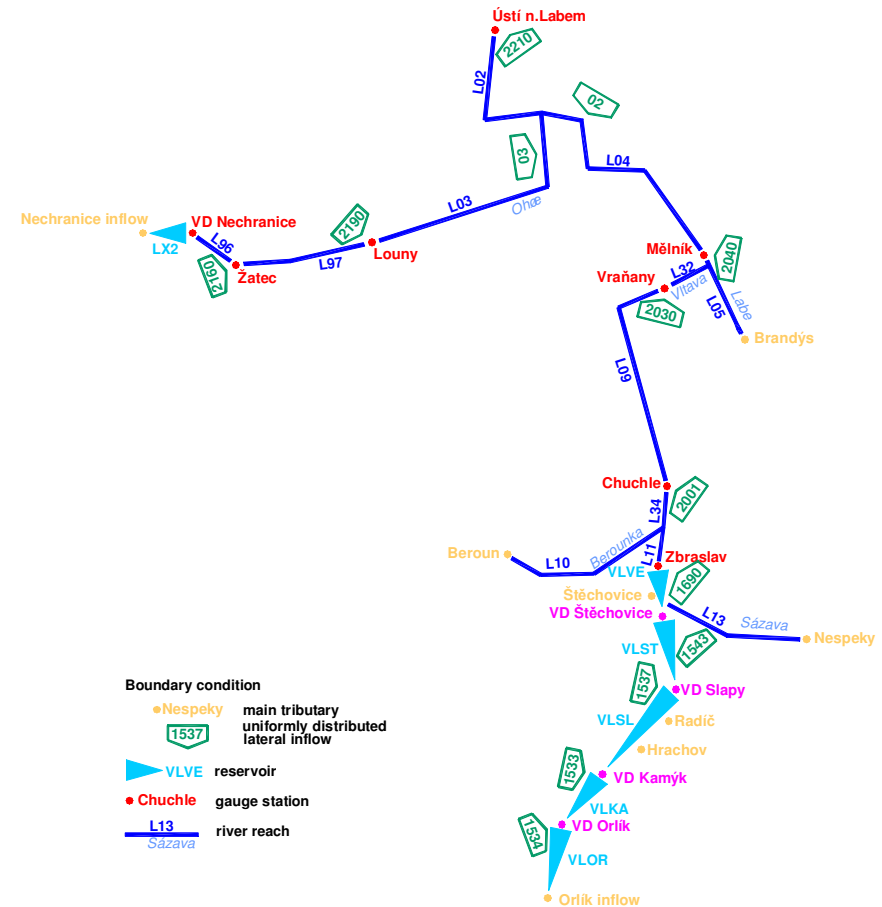 Ústí n.Labem
2210
L02
02
03
L04
L03
Ohøe
Nechranice inflow
VD Nechranice
LX2
L96
2160
Žatec
L97
2190
Louny
Mělník
2040
Vraňany
L32
Vltava
2030
L05
Labe
Brandýs
L09
Chuchle
2001
L34
Beroun
L10
Berounka
L11
Zbraslav
VLVE
1690
Štěchovice
VD Štěchovice
L13
Sázava
Nespeky
VLST
1543
1537
VD Slapy
VLSL
Radíč
Hrachov
1533
VD Kamýk
VLKA
VD Orlík
1534
VLOR
Orlík inflow
Boundary condition
Nespeky main tributary
1537 uniformly distributed
lateral inflow
VLVE reservoir
Chuchle gauge station
L13 river reach
Sázava